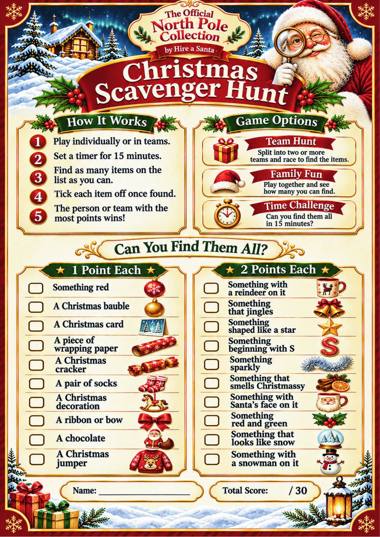 The Official
North Pole
Collection
by Hire a Santa
Christmas
Scavenger Hunt
How It Works
1 Play individually or in teams.
2 Set a timer for 15 minutes.
3 Find as many items on the
list as you can.
4 Tick each item off once found.
5 The person or team with the
most points wins!
Game Options
Team Hunt
Split into two or more
teams and race to find the items.
Family Fun
Play together and see
how many you can find.
Time Challenge
Can you find them all
in 15 minutes?
Can You Find Them All?
1 Point Each
Something red
A Christmas bauble
A Christmas card
A piece of
wrapping paper
A Christmas
cracker
A pair of socks
A Christmas
decoration
A ribbon or bow
A chocolate
A Christmas
jumper
2 Points Each
Something with
a reindeer on it
Something
that jingles
Something
shaped like a star
Something
beginning with S
S
Something
sparkly
Something that
smells Christmassy
Something with
Santa's face on it
Something
red and green
Something that
looks like snow
Something with
a snowman on it
Name:
Total Score: / 30